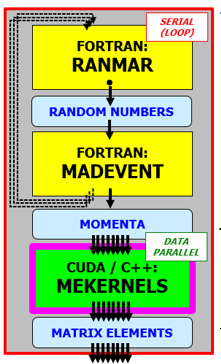 SERIAL
(LOOP)
FORTRAN:
RANMAR
RANDOM NUMBERS
FORTRAN:
MADEVENT
MOMENTA
DATA
PARALLEL
CUDA / C++:
MEKERNELS
MATRIX ELEMENTS